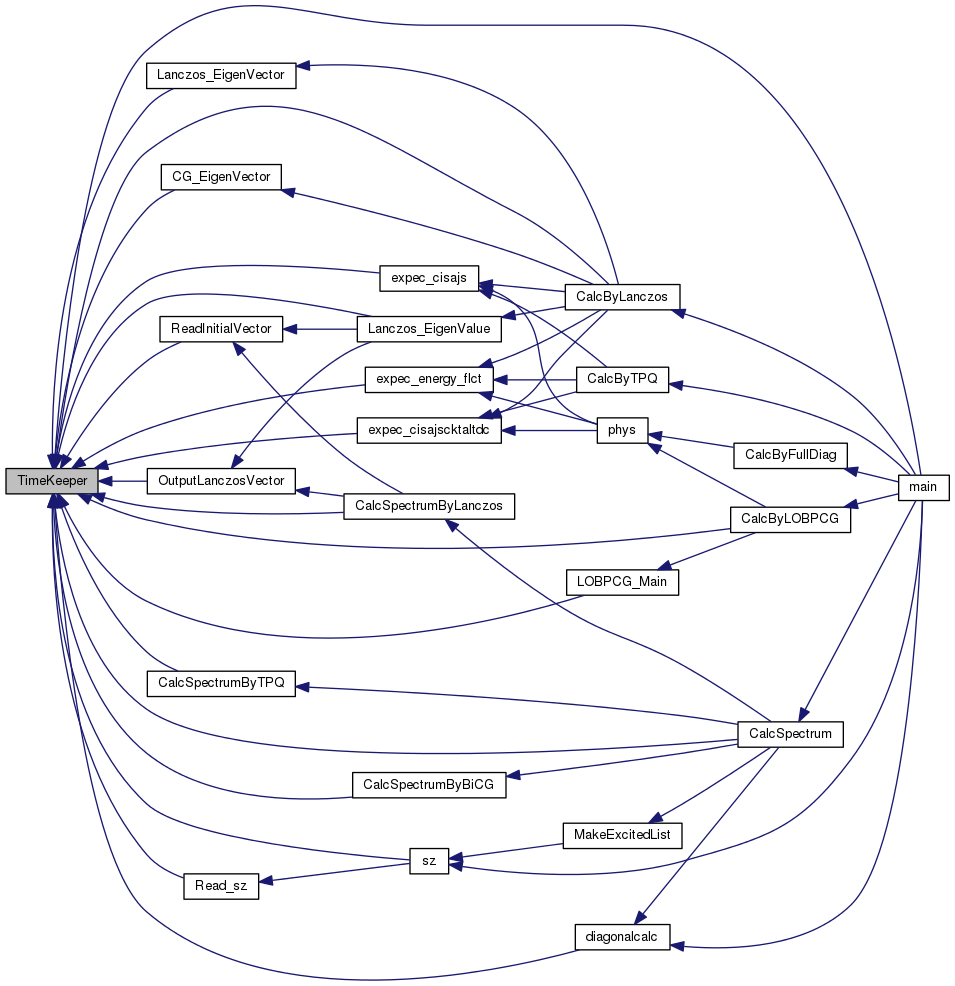 Lanczos_EigenVector
CG_EigenVector
expec_cisajs
CalcByLanczos
ReadInitialVector
Lanczos_EigenValue
expec_energy_flct
CalcByTPQ
expec_cisajscktaltdc
phys
CalcByFullDiag
TimeKeeper
OutputLanczosVector
main
CalcSpectrumByLanczos
CalcByLOBPCG
LOBPCG_Main
CalcSpectrumByTPQ
CalcSpectrum
CalcSpectrumByBiCG
MakeExcitedList
sz
Read_sz
diagonalcalc